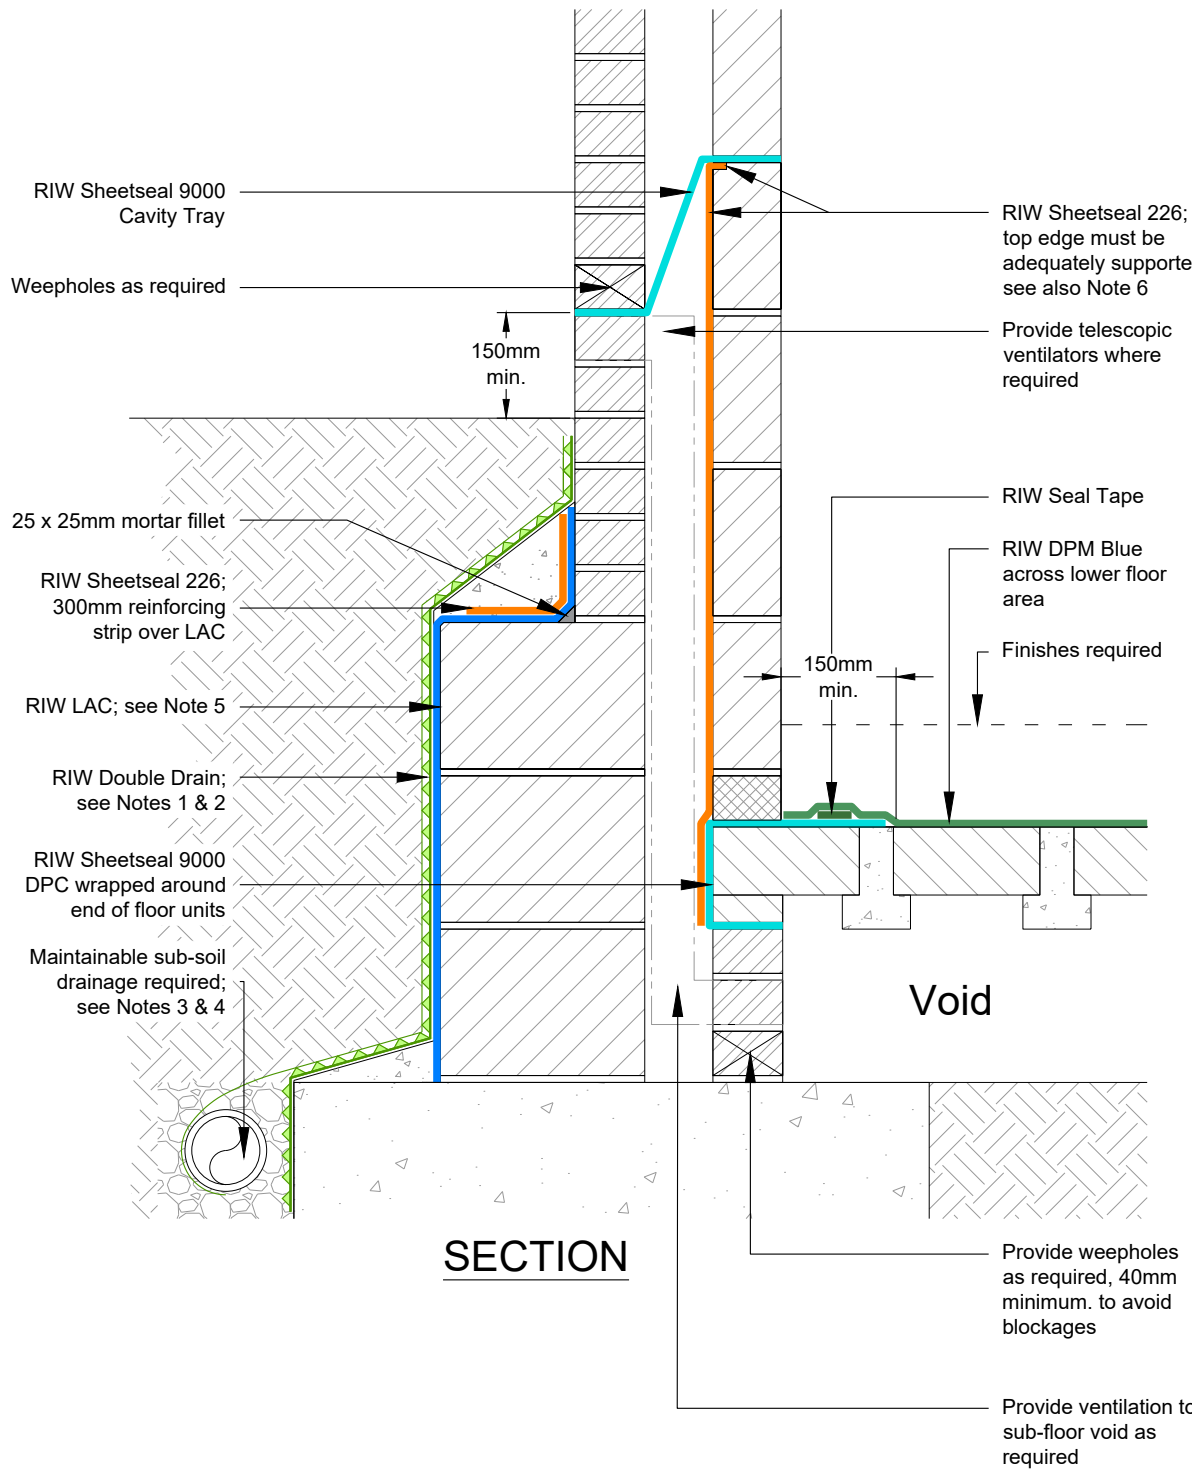 RIW Sheetseal 9000
Cavity Tray
Weepholes as required
150mm
min.
25 x 25mm mortar fillet
RIW Sheetseal 226;
300mm reinforcing
strip over LAC
RIW LAC; see Note 5
RIW Double Drain;
see Notes 1 & 2
RIW Sheetseal 9000
DPC wrapped around
end of floor units
Maintainable sub-soil
drainage required;
see Notes 3 & 4
RIW Sheetseal 226;
top edge must be
adequately supporte
see also Note 6
Provide telescopic
ventilators where
required
RIW Seal Tape
RIW DPM Blue
across lower floor
area
Finishes required
150mm
min.
Void
SECTION
Provide weepholes
as required, 40mm
minimum. to avoid
blockages
Provide ventilation to
sub-floor void as
required